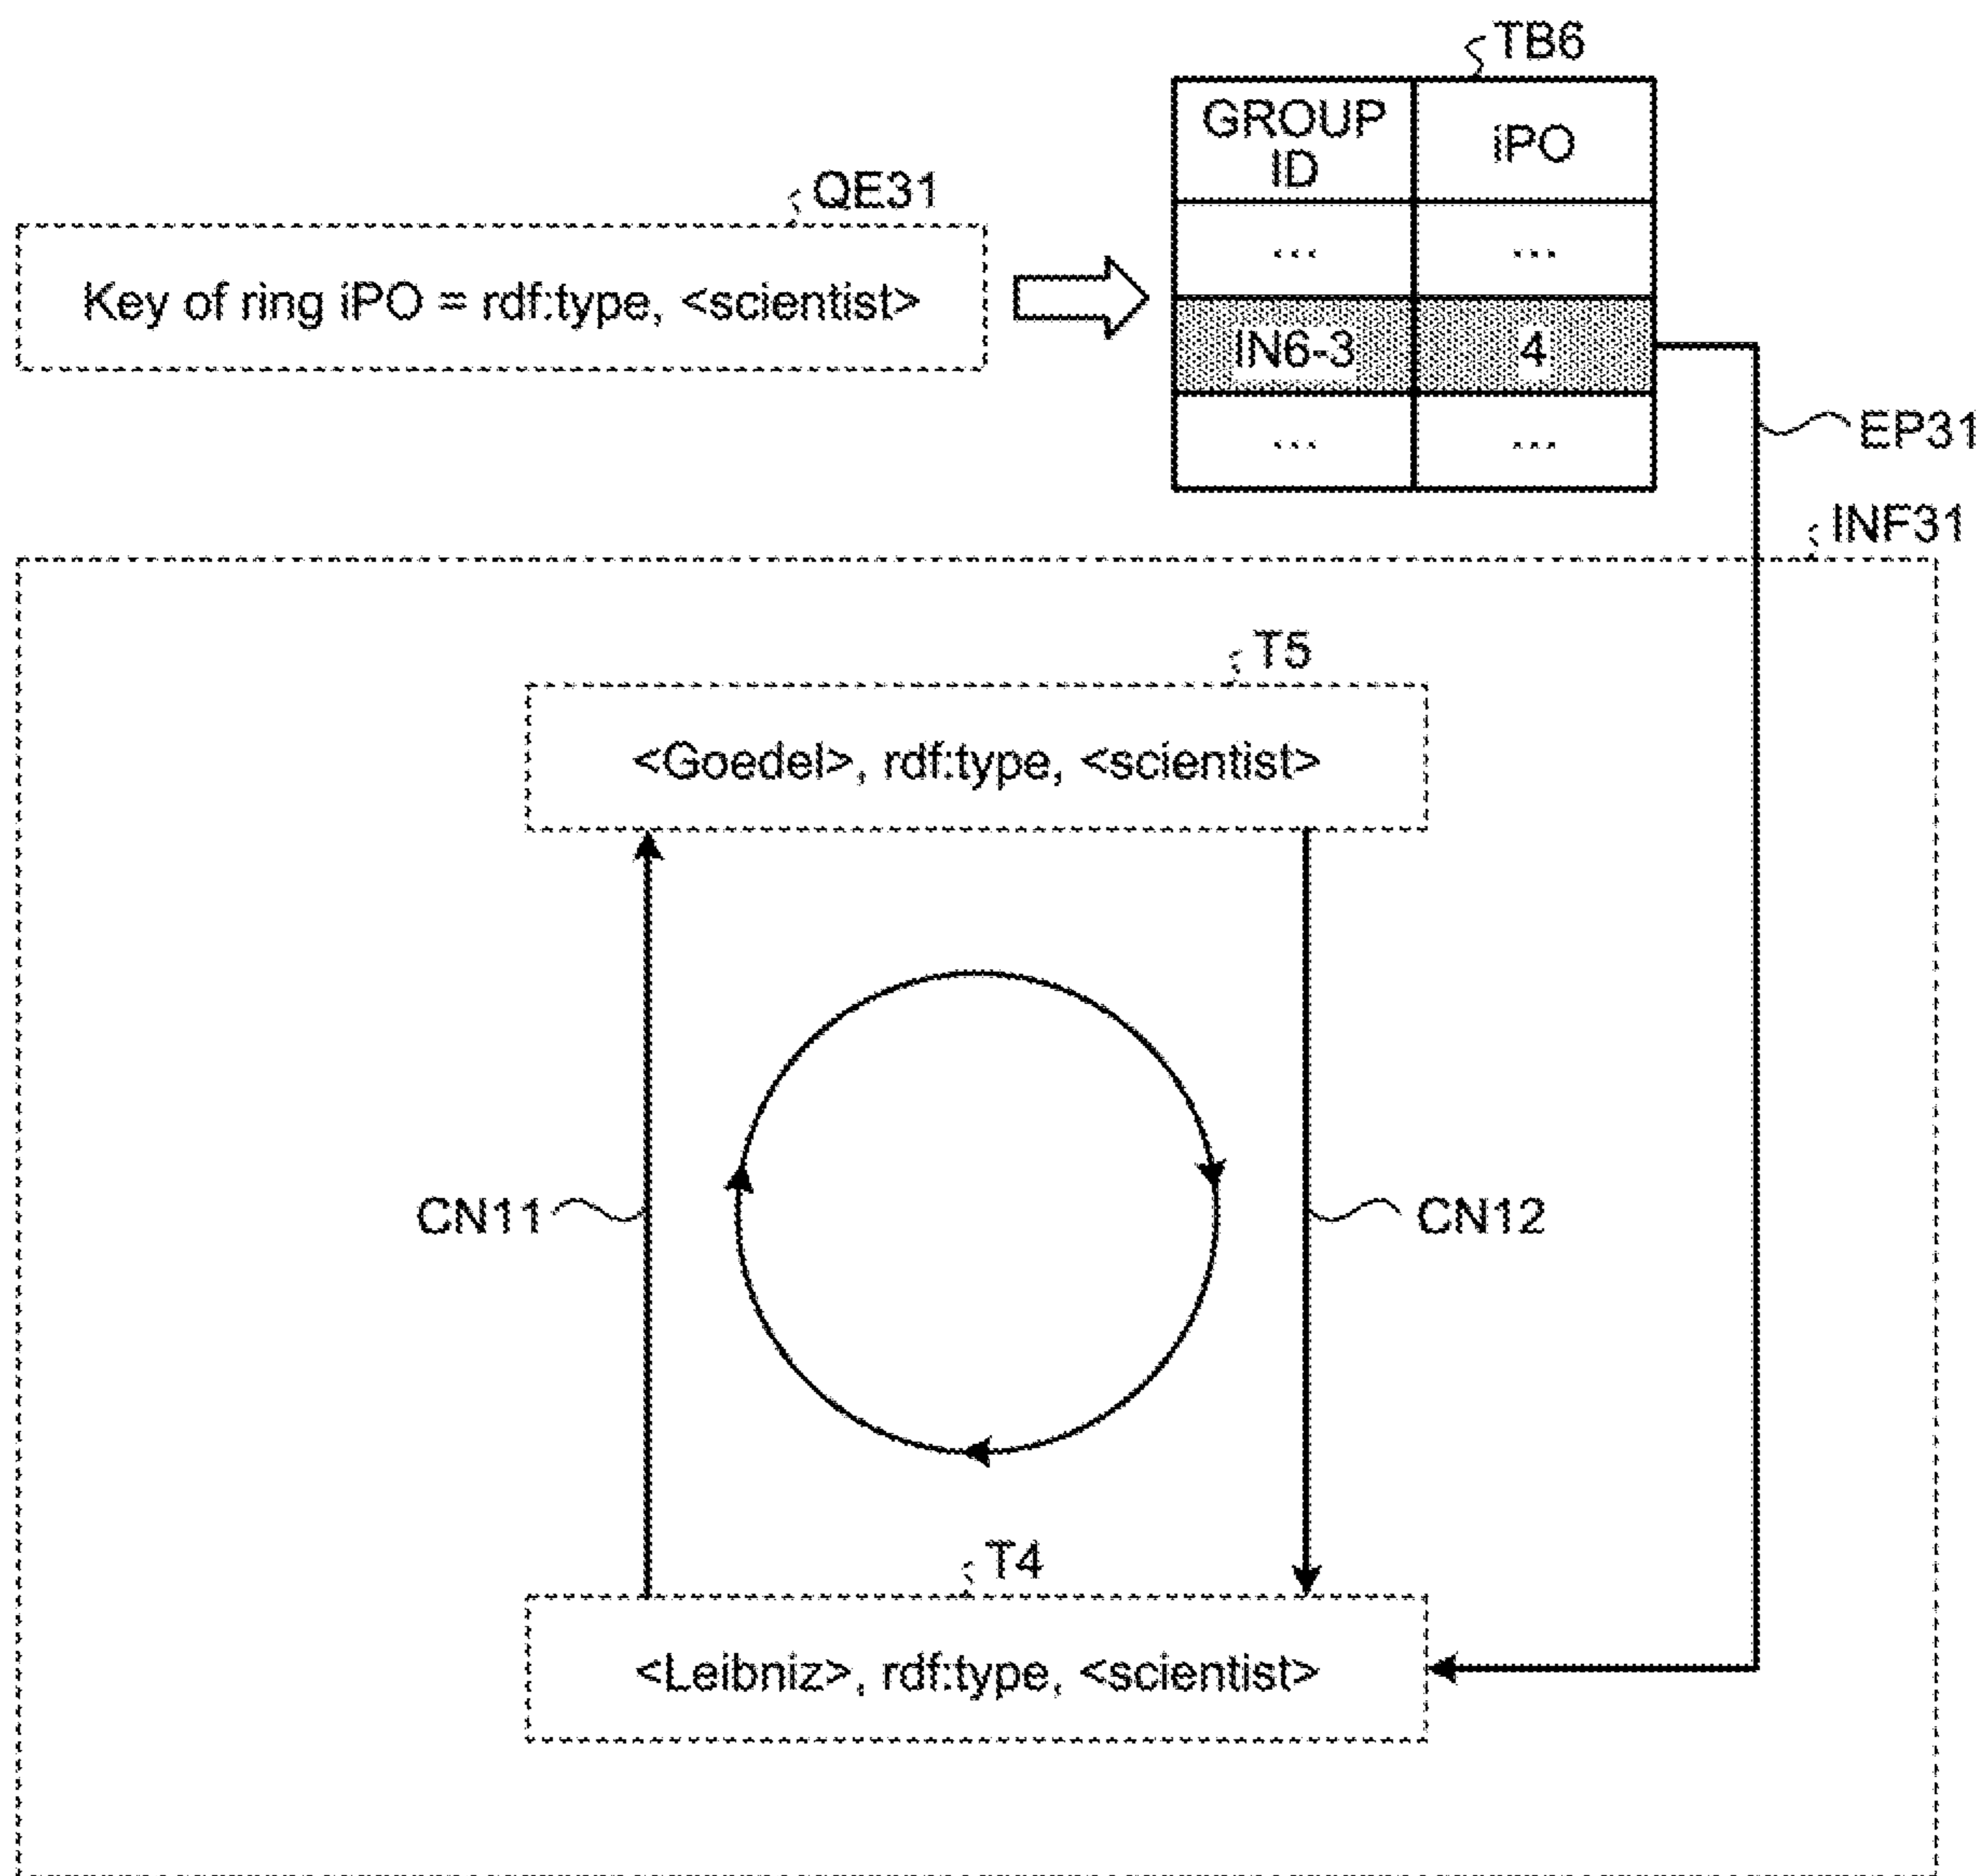 TB6
GROUP ID
iPO
QE31
... ...
Key of ring iPO = rdf:type, <scientist>
IN6-3 4
... ...
EP31
INF31
T5
<Goedel>, rdf:type, <scientist>
CN11
CN12
T4
<Leibniz>, rdf:type, <scientist>